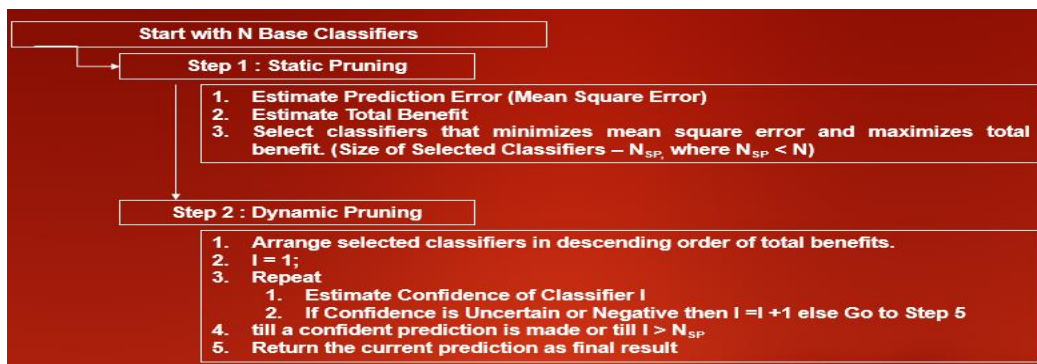 Start with N Base Classifiers
Step 1 : Static Pruning
1. Estimate Prediction Error (Mean Square Error)
2. Estimate Total Benefit
3. Select classifiers that minimizes mean square error and maximizes total
benefit. (Size of Selected Classifiers – NSP, where NSP < N)
Step 2 : Dynamic Pruning
1. Arrange selected classifiers in descending order of total benefits.
2. I = 1;
3. Repeat
1. Estimate Confidence of Classifier I
2. If Confidence is Uncertain or Negative then I =I +1 else Go to Step 5
4. till a confident prediction is made or till I > NSP
5. Return the current prediction as final result